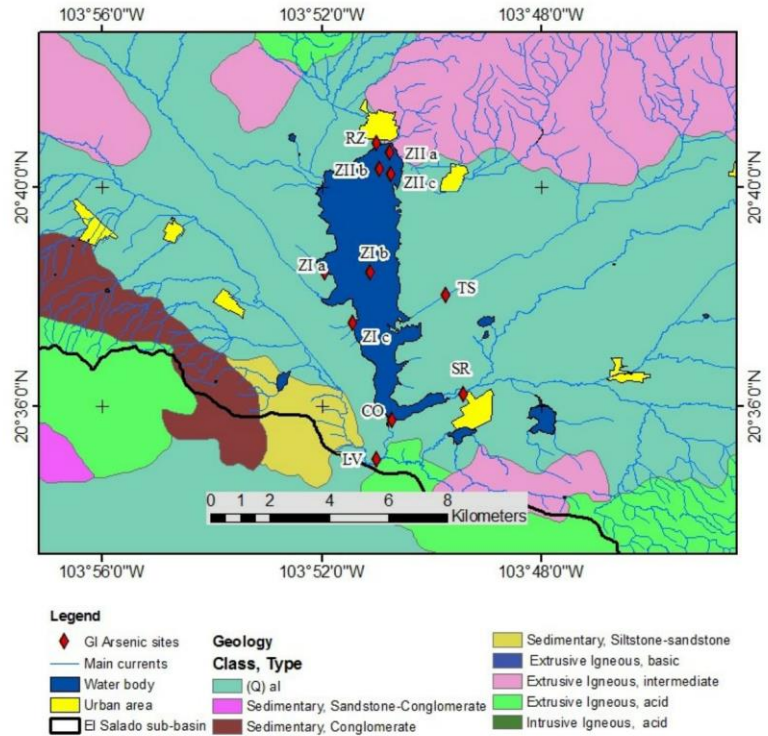 103°56'0"W 103°52'0"W 103°48'0"W
RZ
ZII a
ZII b
ZII c
20°40'0"N 20°40'0"N
ZI a
ZI b
TS
ZI c
SR
20°36'0"N 20°36'0"N
CO
LV
0 1 2 4 6 8
Kilometers
103°56'0"W 103°52'0"W 103°48'0"W
Legend
GI Arsenic sites
Main currents
Water body
Urban area
El Salado sub-basin
Geology
Class, Type
(Q) al
Sedimentary, Sandstone-Conglomerate
Sedimentary, Conglomerate
Sedimentary, Siltstone-sandstone
Extrusive Igneous, basic
Extrusive Igneous, intermediate
Extrusive Igneous, acid
Intrusive Igneous, acid